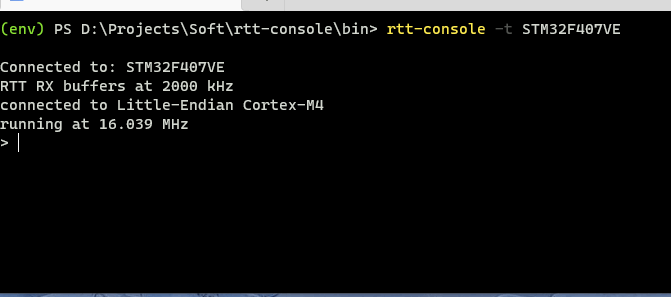 (env) PS D:\Projects\Soft\rtt-console\bin> rtt-console -t STM32F407VE
Connected to: STM32F407VE
RTT RX buffers at 2000 kHz
connected to Little-Endian Cortex-M4
running at 16.039 MHz
>